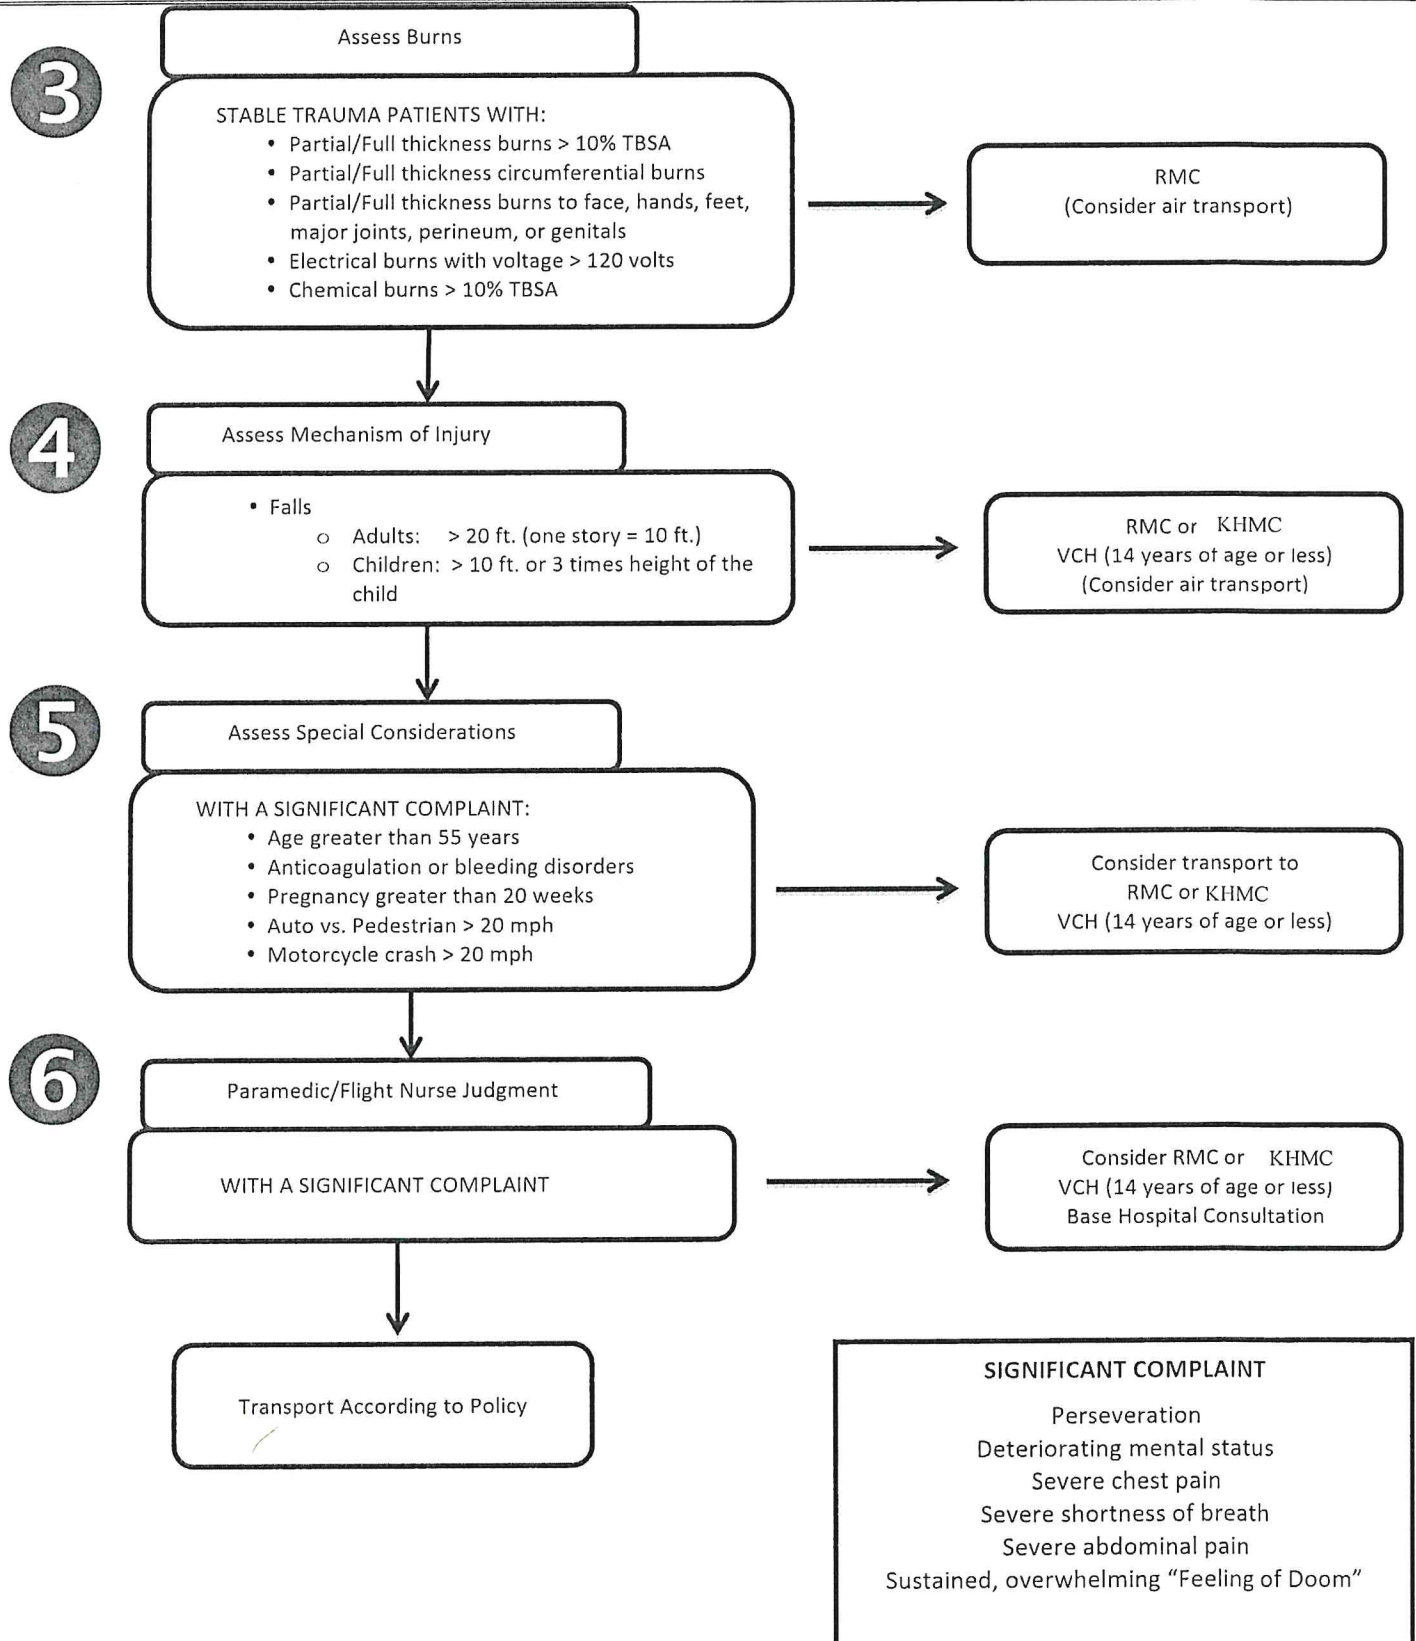 3
Assess Burns
STABLE TRAUMA PATIENTS WITH:
• Partial/Full thickness burns > 10% TBSA
• Partial/Full thickness circumferential burns
• Partial/Full thickness burns to face, hands, feet,
major joints, perineum, or genitals
• Electrical burns with voltage > 120 volts
• Chemical burns > 10% TBSA
RMC
(Consider air transport)
4
Assess Mechanism of Injury
• Falls
o Adults: > 20 ft. (one story = 10 ft.)
o Children: > 10 ft. or 3 times height of the
child
RMC or KHMC
VCH (14 years of age or less)
(Consider air transport)
5
Assess Special Considerations
WITH A SIGNIFICANT COMPLAINT:
• Age greater than 55 years
• Anticoagulation or bleeding disorders
• Pregnancy greater than 20 weeks
• Auto vs. Pedestrian > 20 mph
• Motorcycle crash > 20 mph
Consider transport to
RMC or KHMC
VCH (14 years of age or less)
6
Paramedic/Flight Nurse Judgment
WITH A SIGNIFICANT COMPLAINT
Consider RMC or KHMC
VCH (14 years of age or less)
Base Hospital Consultation
Transport According to Policy
SIGNIFICANT COMPLAINT
Perseveration
Deteriorating mental status
Severe chest pain
Severe shortness of breath
Severe abdominal pain
Sustained, overwhelming “Feeling of Doom”